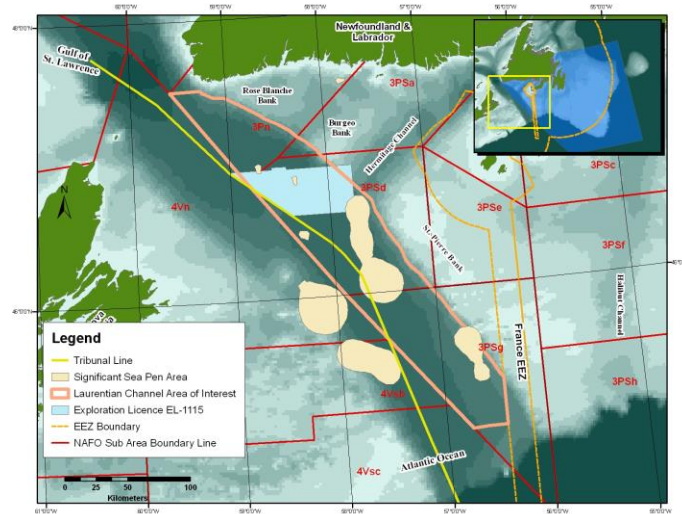 Newfoundland &
Labrador
Gulf of
St. Lawrence
Rose Blanche
Bank
3PSa
3Pn
Burgeo
Bank
Hermitage Channel
3PSc
3PSd
4Vn
3PSe
St. Pierre Bank
3PSf
Halibut Channel
France EEZ
3PSg
3PSh
4Vsb
4Vsc
Atlantic Ocean
N
Legend
Tribunal Line
Significant Sea Pen Area
Laurentian Channel Area of Interest
Exploration Licence EL-1115
EEZ Boundary
NAFO Sub Area Boundary Line
0 25 50 100
Kilometers